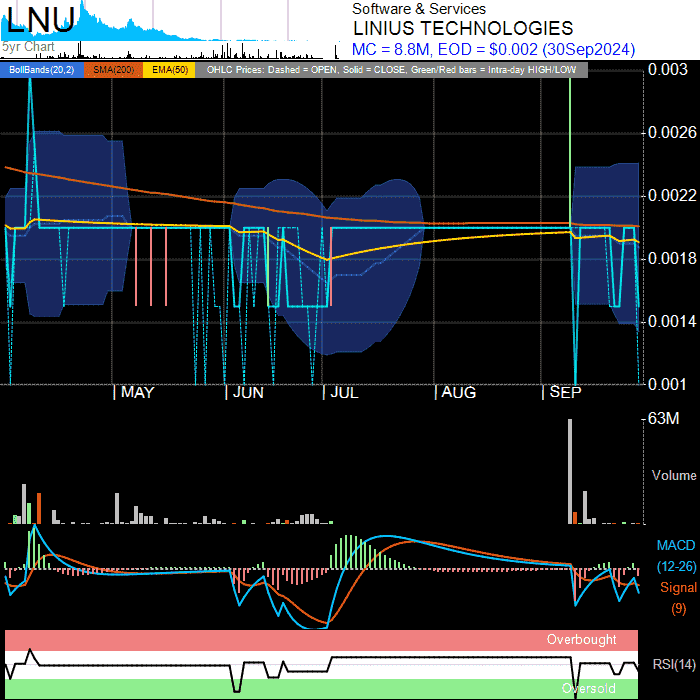 LNU
5yr Chart
Software & Services
LINIUS TECHNOLOGIES
MC = 8.8M, EOD = $0.002 (30Sep2024)
BollBands(20,2) SMA(200) EMA(50) OHLC Prices: Dashed = OPEN, Solid = CLOSE, Green/Red bars = Intra-day HIGH/LOW
0.003
0.0026
0.0022
0.0018
0.0014
0.001
MAY JUN JUL AUG SEP
63M
Volume
MACD
(12-26)
Signal
(9)
Overbought
RSI(14)
Oversold